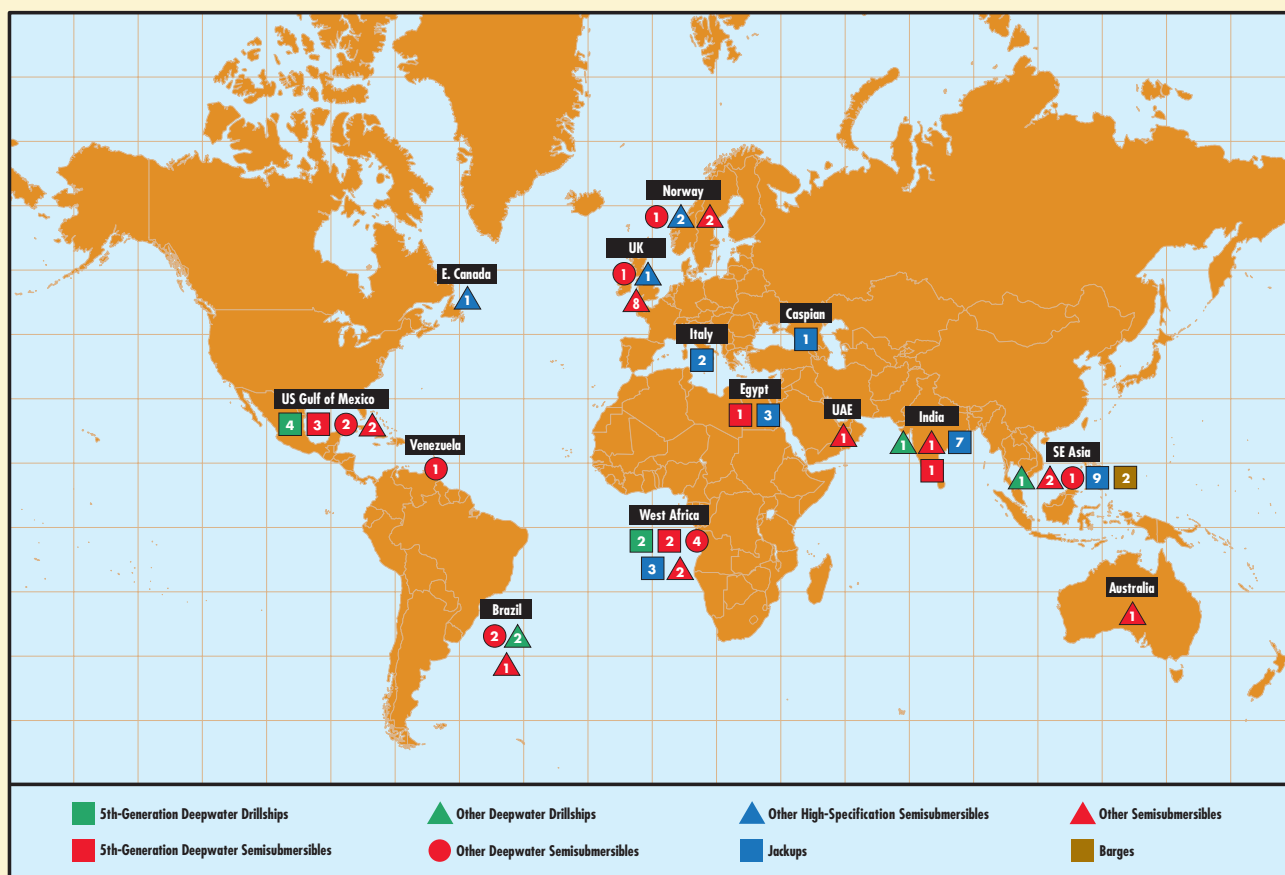 Norway
1 2 2
UK
1 1
8
E. Canada
1
Caspian
1
Italy
2
US Gulf of Mexico
4 3 2 2
Egypt
1 3
UAE
1
India
1 1 7
1
Venezuela
1
SE Asia
1 2 1 9 2
West Africa
2 2 4
3 2
Australia
1
Brazil
2 2
1
5th-Generation Deepwater Drillships
Other Deepwater Drillships
Other High-Specification Semisubmersibles
Other Semisubmersibles
5th-Generation Deepwater Semisubmersibles
Other Deepwater Semisubmersibles
Jackups
Barges